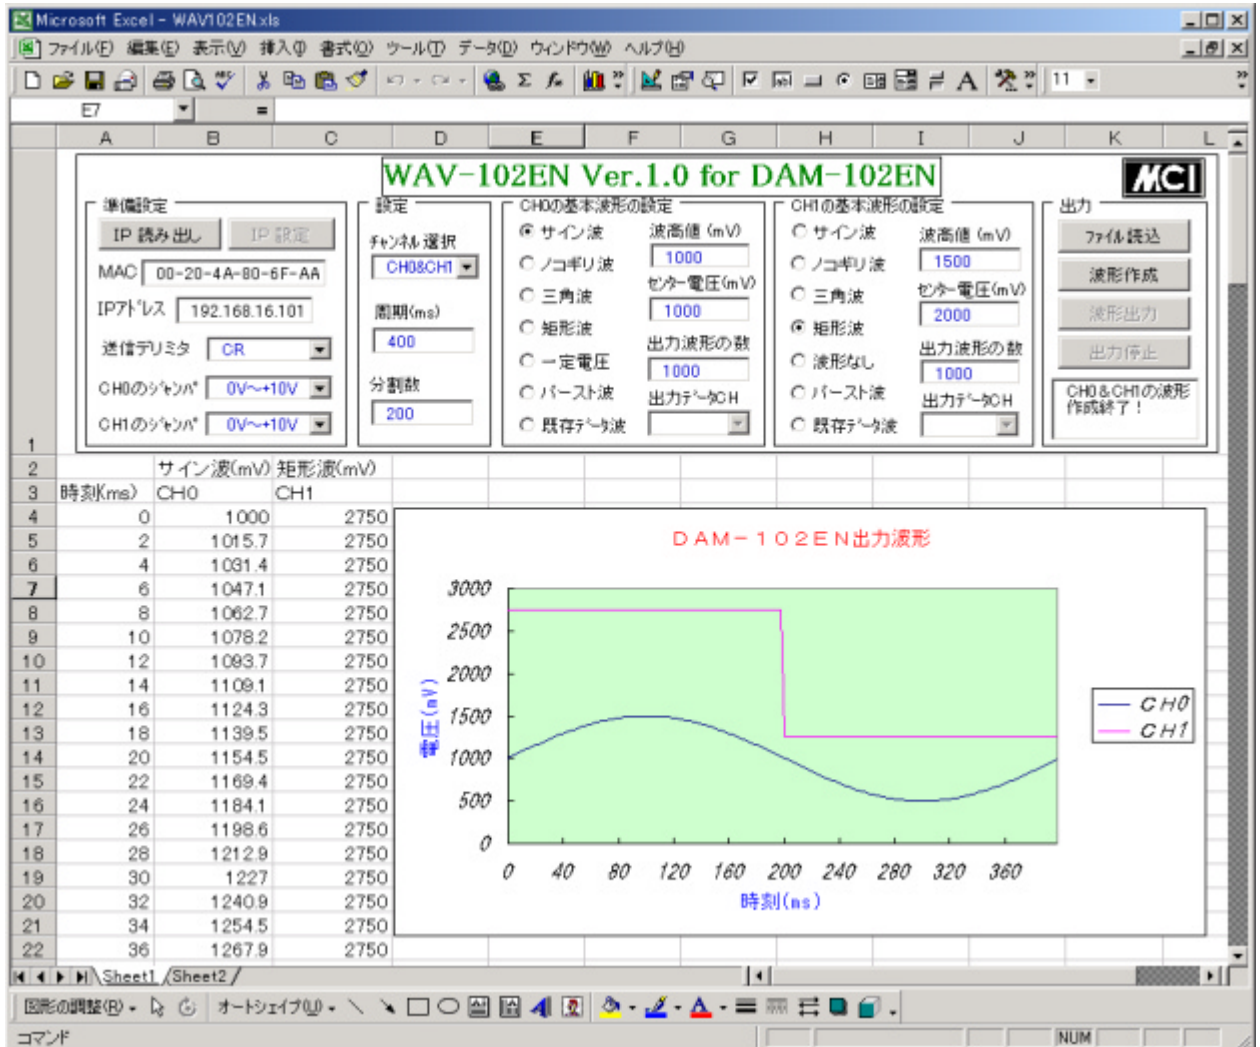 Microsoft Excel - WAV102EN.xls
ファイル(F) 編集(E) 表示(V) 挿入(I) 書式(O) ツール(T) データ(D) ウィンドウ(W) ヘルプ(H)
11
E7 =
A B C D E F G H I J K L
WAV-102EN Ver.1.0 for DAM-102EN
MCI
準備設定
IP 読み出し IP 設定
MAC 00-20-4A-80-6F-AA
IPアドレス 192.168.16.101
送信デリミタ CR
CH0のジャンパ 0V~+10V
CH1のジャンパ 0V~+10V
設定
チャンネル選択
CH0&CH1
周期(ms)
400
分割数
200
CH0の基本波形の設定
サイン波
ノコギリ波
三角波
矩形波
一定電圧
バースト波
既存データ波
波高値 (mV)
1000
センター電圧(mV)
1000
出力波形の数
1000
出力データCH
CH1の基本波形の設定
サイン波
ノコギリ波
三角波
矩形波
波形なし
バースト波
既存データ波
波高値 (mV)
1500
センター電圧(mV)
2000
出力波形の数
1000
出力データCH
出力
ファイル読込
波形作成
波形出力
出力停止
CH0&CH1の波形
作成終了!
1
2 サイン波(mV) 矩形波(mV)
3 時刻(ms) CH0 CH1
4 0 1000 2750
5 2 1015.7 2750
6 4 1031.4 2750
7 6 1047.1 2750
8 8 1062.7 2750
9 10 1078.2 2750
10 12 1093.7 2750
11 14 1109.1 2750
12 16 1124.3 2750
13 18 1139.5 2750
14 20 1154.5 2750
15 22 1169.4 2750
16 24 1184.1 2750
17 26 1198.6 2750
18 28 1212.9 2750
19 30 1227 2750
20 32 1240.9 2750
21 34 1254.5 2750
22 36 1267.9 2750
DAM-102EN出力波形
3000
2500
2000
1500
1000
500
0
電圧(mV)
0 40 80 120 160 200 240 280 320 360
時刻(ms)
CH0
CH1
Sheet1 Sheet2
図形の調整(R) オートシェイプ(U)
コマンド NUM